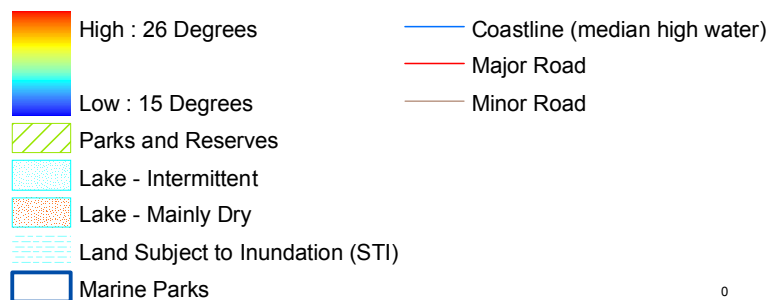 High : 26 Degrees
Low : 15 Degrees
Parks and Reserves
Lake - Intermittent
Lake - Mainly Dry
Land Subject to Inundation (STI)
Marine Parks
Coastline (median high water)
Major Road
Minor Road
0